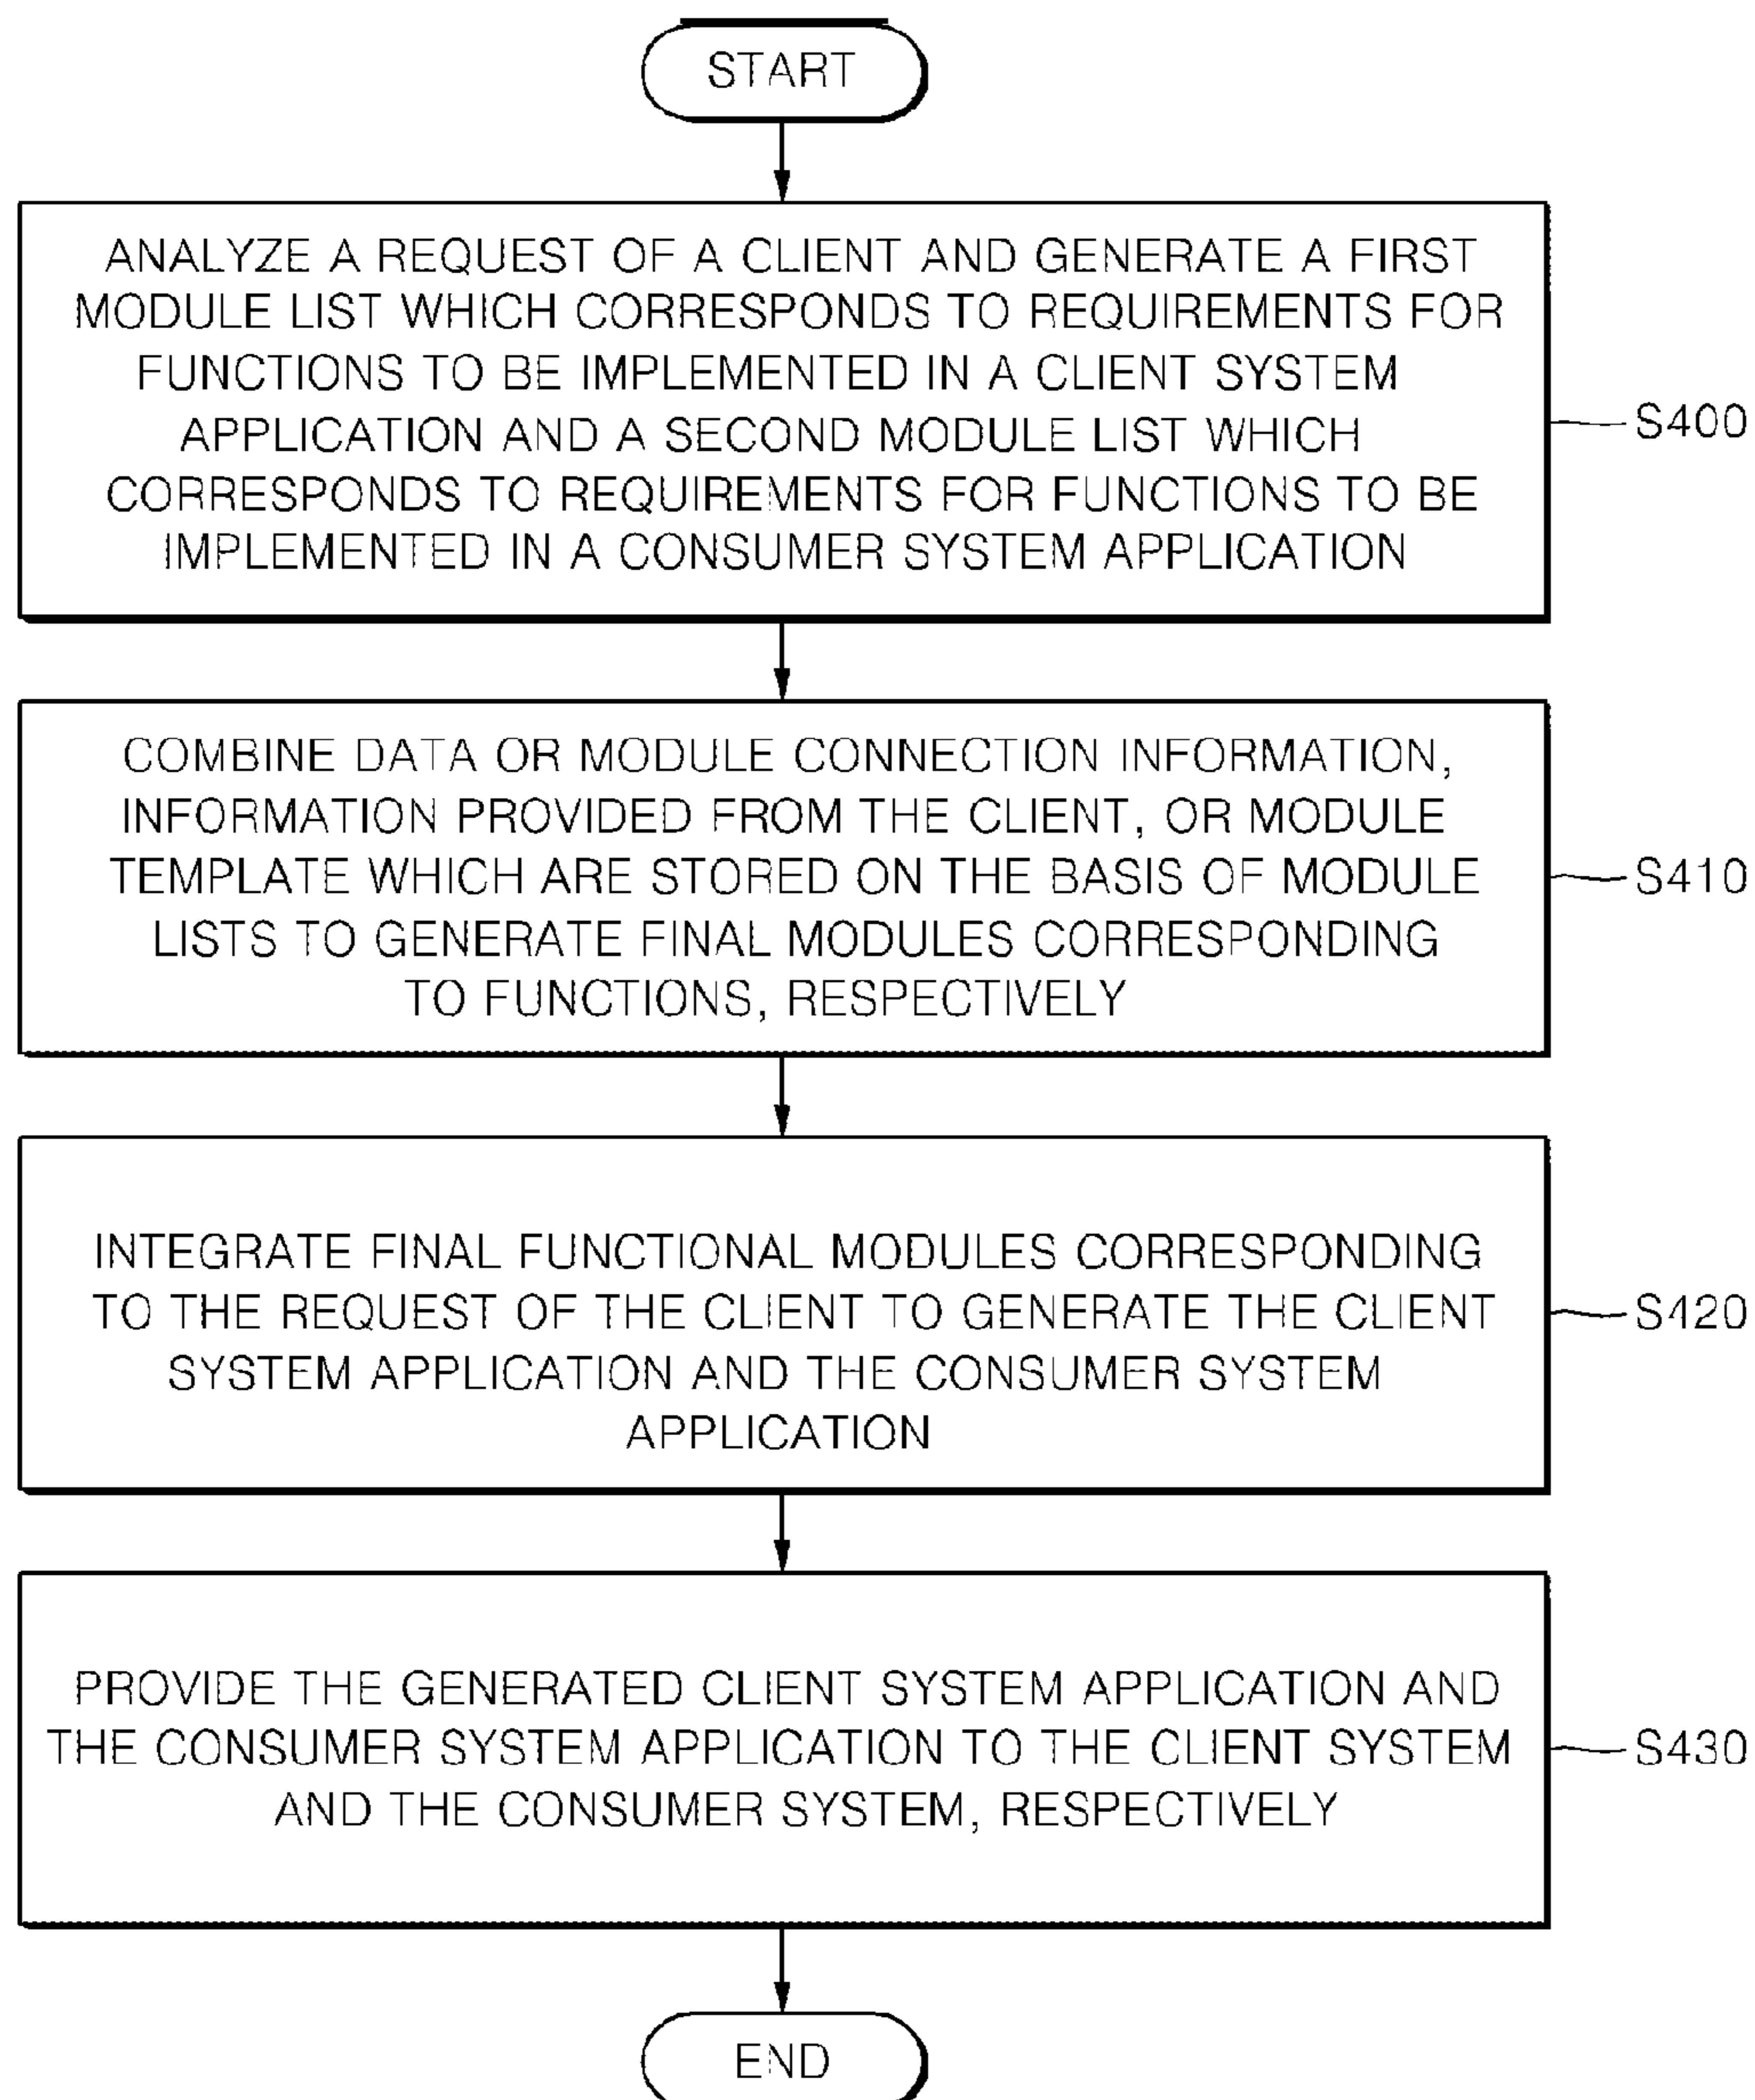 START
ANALYZE A REQUEST OF A CLIENT AND GENERATE A FIRST
MODULE LIST WHICH CORRESPONDS TO REQUIREMENTS FOR
FUNCTIONS TO BE IMPLEMENTED IN A CLIENT SYSTEM
APPLICATION AND A SECOND MODULE LIST WHICH
CORRESPONDS TO REQUIREMENTS FOR FUNCTIONS TO BE
IMPLEMENTED IN A CONSUMER SYSTEM APPLICATION
S400
COMBINE DATA OR MODULE CONNECTION INFORMATION,
INFORMATION PROVIDED FROM THE CLIENT, OR MODULE
TEMPLATE WHICH ARE STORED ON THE BASIS OF MODULE
LISTS TO GENERATE FINAL MODULES CORRESPONDING
TO FUNCTIONS, RESPECTIVELY
S410
INTEGRATE FINAL FUNCTIONAL MODULES CORRESPONDING
TO THE REQUEST OF THE CLIENT TO GENERATE THE CLIENT
SYSTEM APPLICATION AND THE CONSUMER SYSTEM
APPLICATION
S420
PROVIDE THE GENERATED CLIENT SYSTEM APPLICATION AND
THE CONSUMER SYSTEM APPLICATION TO THE CLIENT SYSTEM
AND THE CONSUMER SYSTEM, RESPECTIVELY
S430
END